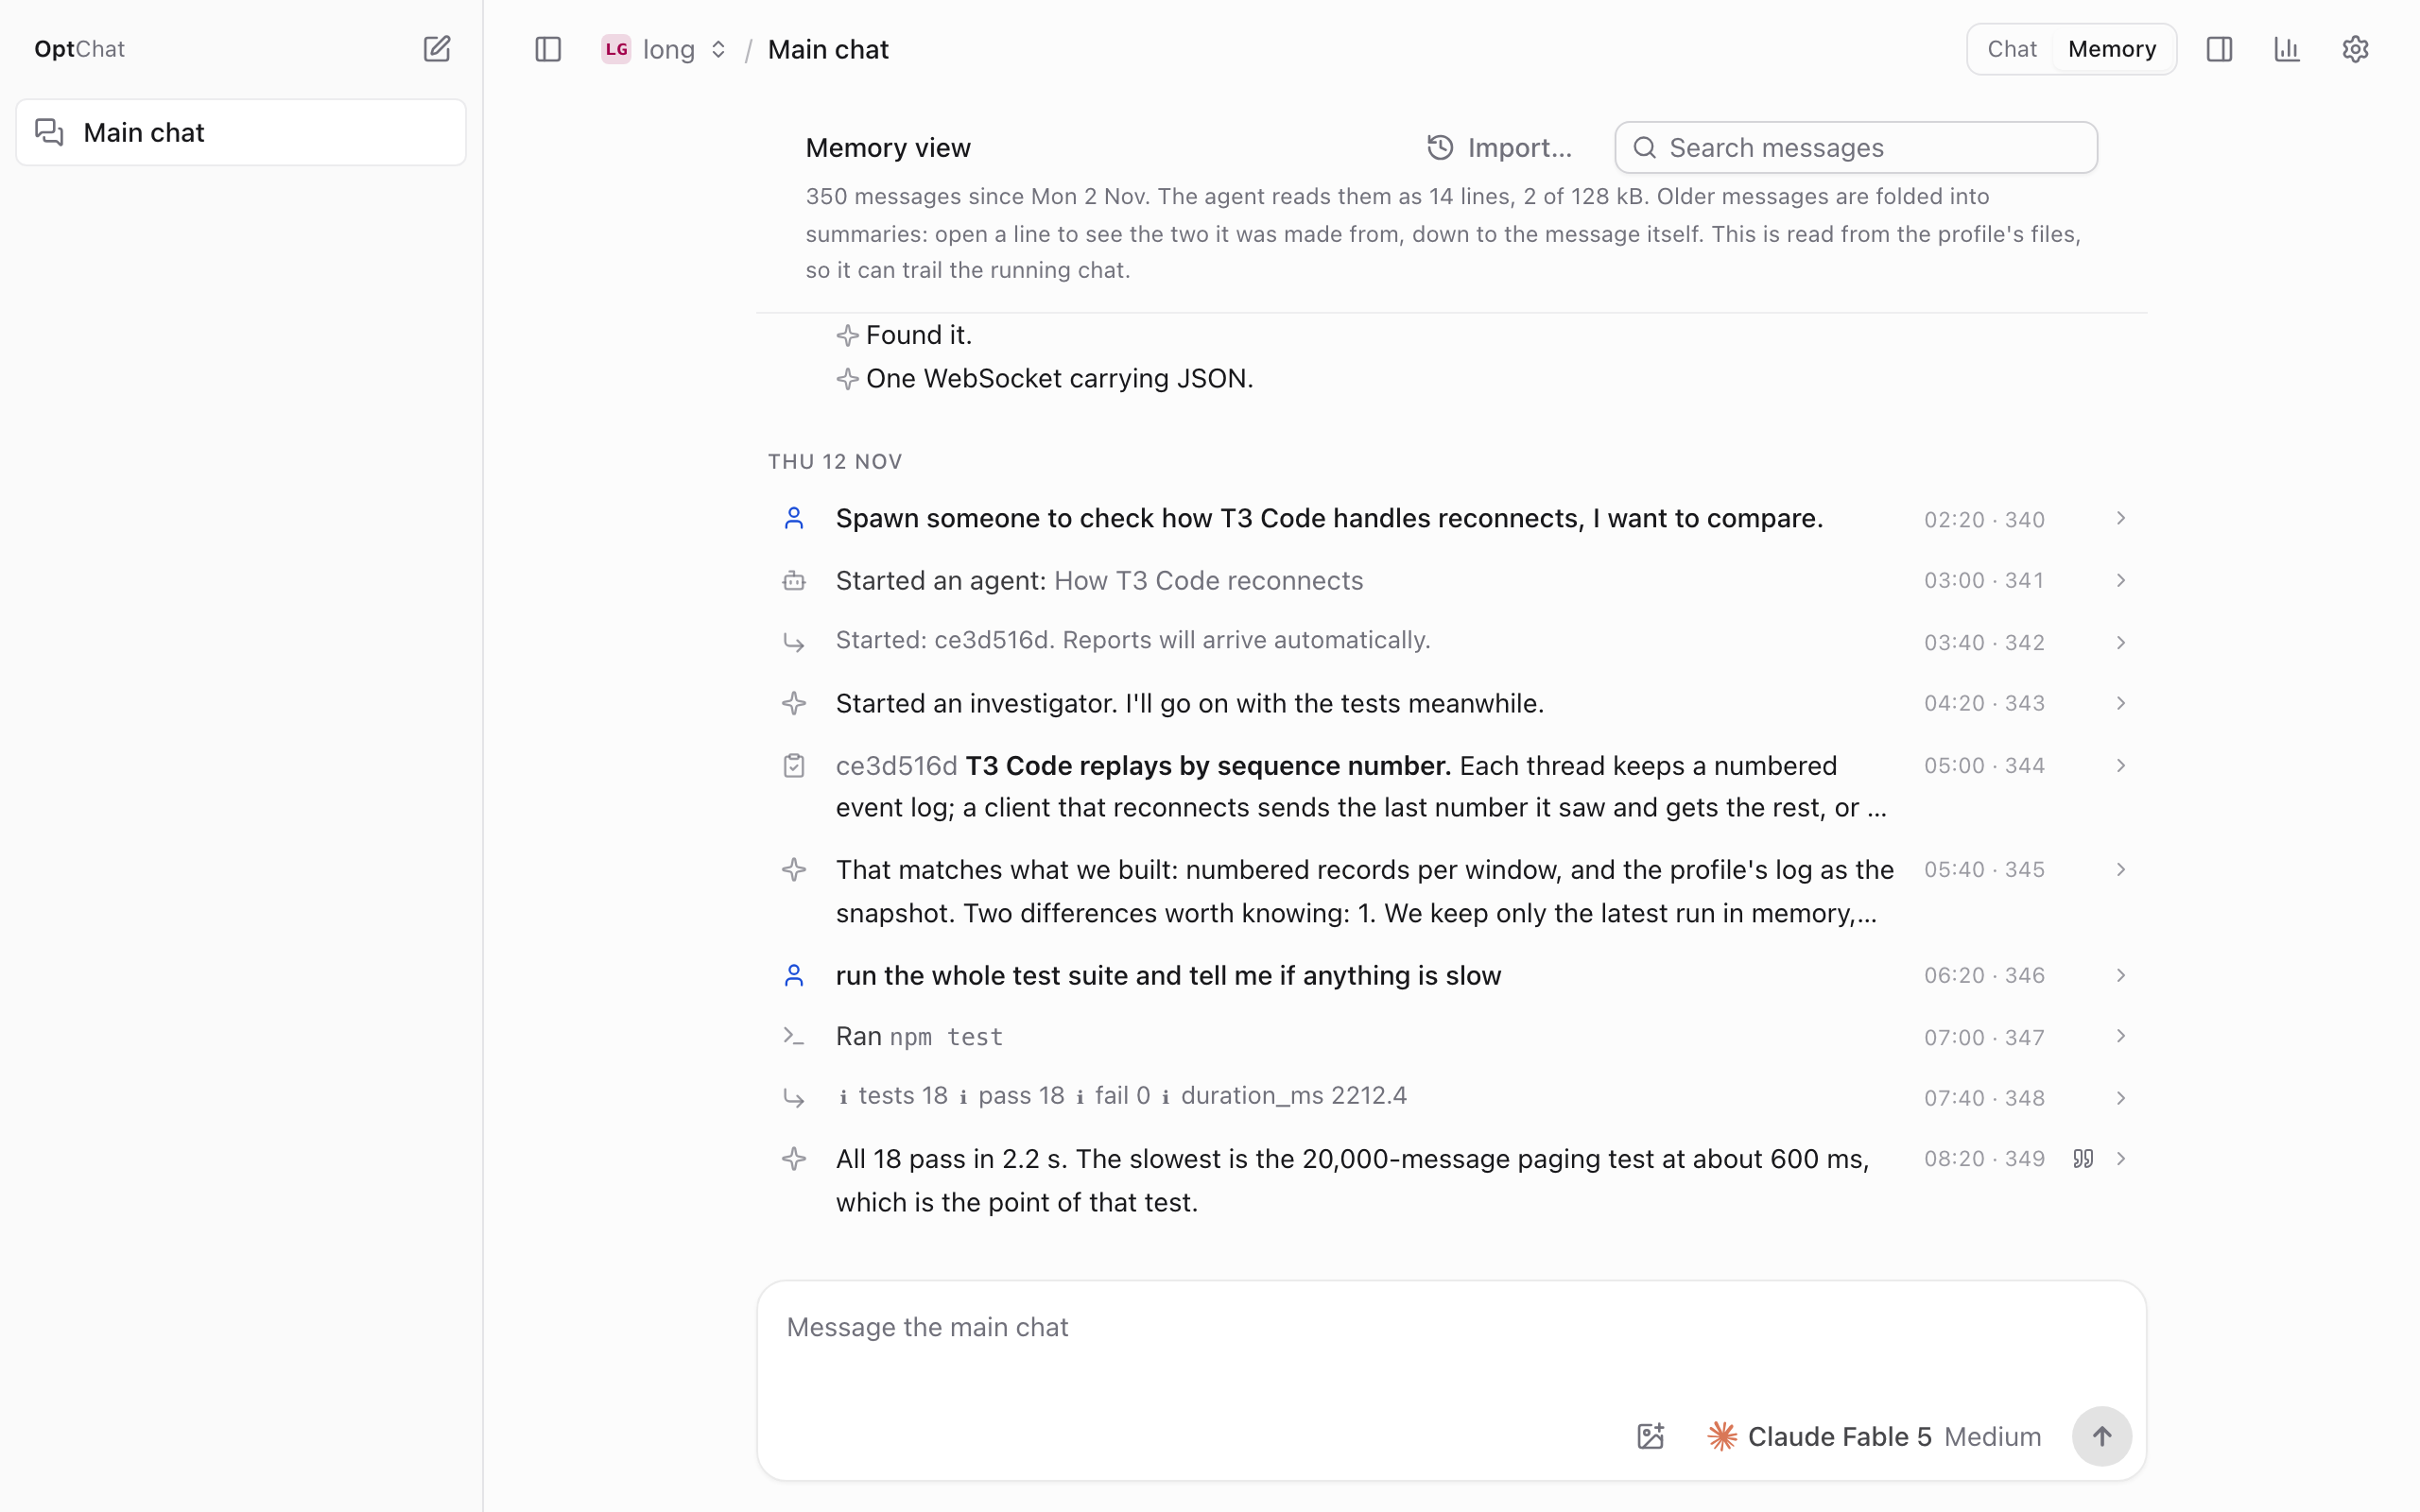 OptChat
LG long / Main chat
Chat Memory
Main chat
Memory view
Import...
Search messages
350 messages since Mon 2 Nov. The agent reads them as 14 lines, 2 of 128 kB. Older messages are folded into
summaries: open a line to see the two it was made from, down to the message itself. This is read from the profile's files,
so it can trail the running chat.
Found it.
One WebSocket carrying JSON.
THU 12 NOV
Spawn someone to check how T3 Code handles reconnects, I want to compare. 02:20 · 340
Started an agent: How T3 Code reconnects 03:00 · 341
Started: ce3d516d. Reports will arrive automatically. 03:40 · 342
Started an investigator. I'll go on with the tests meanwhile. 04:20 · 343
ce3d516d T3 Code replays by sequence number. Each thread keeps a numbered 05:00 · 344
event log; a client that reconnects sends the last number it saw and gets the rest, or ...
That matches what we built: numbered records per window, and the profile's log as the 05:40 · 345
snapshot. Two differences worth knowing: 1. We keep only the latest run in memory,...
run the whole test suite and tell me if anything is slow 06:20 · 346
Ran npm test 07:00 · 347
ℹ tests 18 ℹ pass 18 ℹ fail 0 ℹ duration_ms 2212.4 07:40 · 348
All 18 pass in 2.2 s. The slowest is the 20,000-message paging test at about 600 ms, 08:20 · 349
which is the point of that test.
Message the main chat
Claude Fable 5 Medium